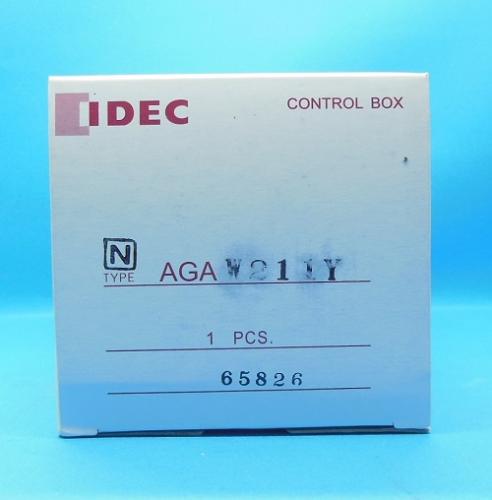 IDEC
CONTROL BOX
N
TYPE AGA W211Y
1 PCS.
65826